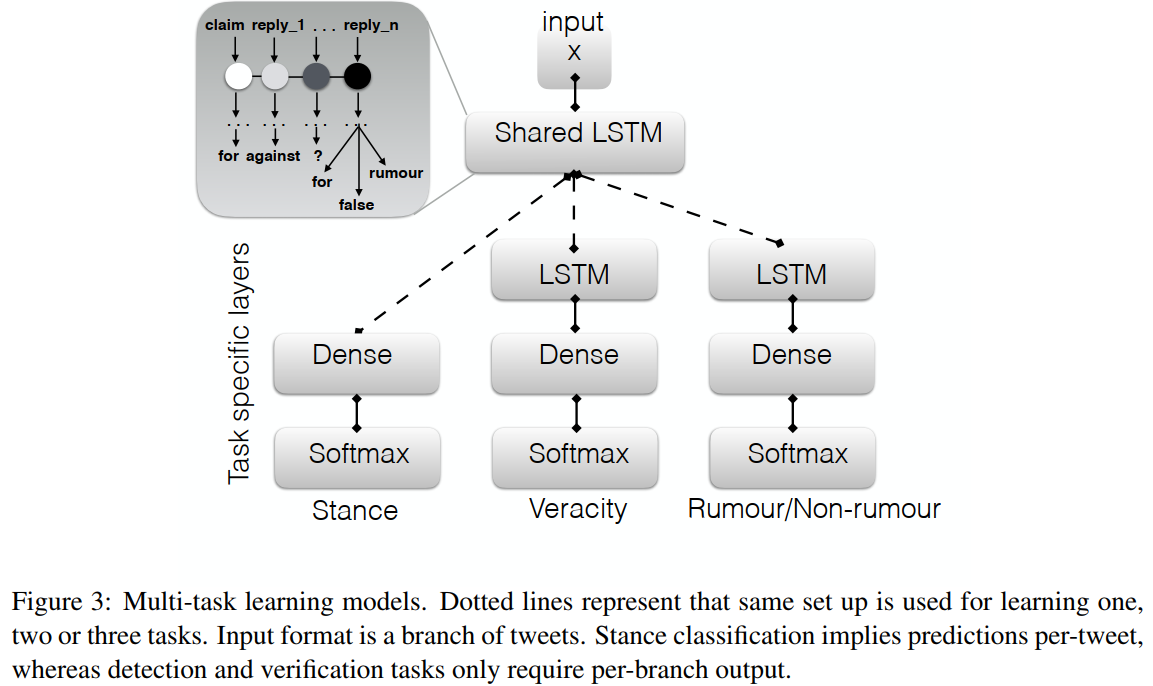 claim reply_1 . . . reply_n
. . . . . . . . . . . .
for against ?
for
false
rumour
input
x
Shared LSTM
Task specific layers
LSTM
LSTM
Dense
Dense
Dense
Softmax
Softmax
Softmax
Stance
Veracity
Rumour/Non-rumour
Figure 3: Multi-task learning models. Dotted lines represent that same set up is used for learning one,
two or three tasks. Input format is a branch of tweets. Stance classification implies predictions per-tweet,
whereas detection and verification tasks only require per-branch output.